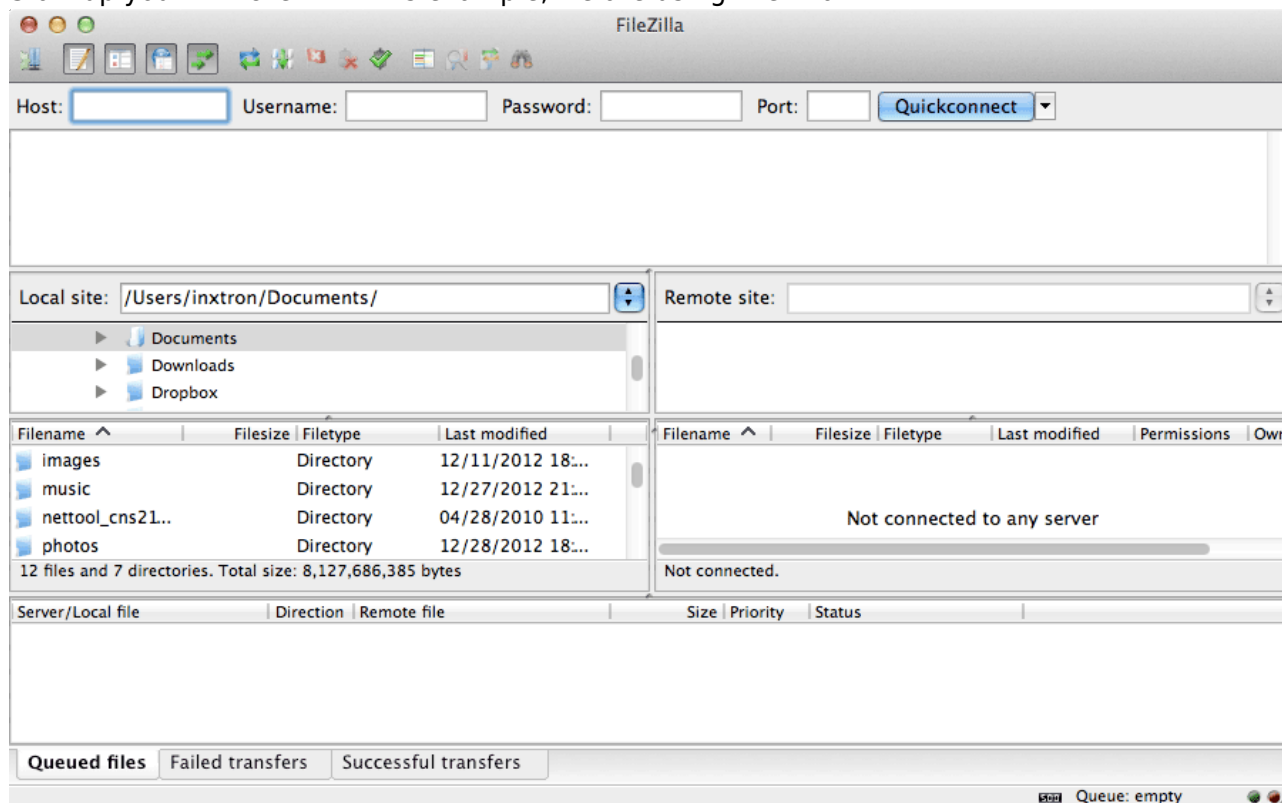 FileZilla
Host: Username: Password: Port: Quickconnect
Local site: /Users/inxtron/Documents/ Remote site:
Documents
Downloads
Dropbox
Filename Filesize Filetype Last modified Filename Filesize Filetype Last modified Permissions Own
images Directory 12/11/2012 18:...
music Directory 12/27/2012 21:...
nettool_cns21... Directory 04/28/2010 11:...
Not connected to any server
photos Directory 12/28/2012 18:...
12 files and 7 directories. Total size: 8,127,686,385 bytes Not connected.
Server/Local file Direction Remote file Size Priority Status
Queued files Failed transfers Successful transfers
Queue: empty